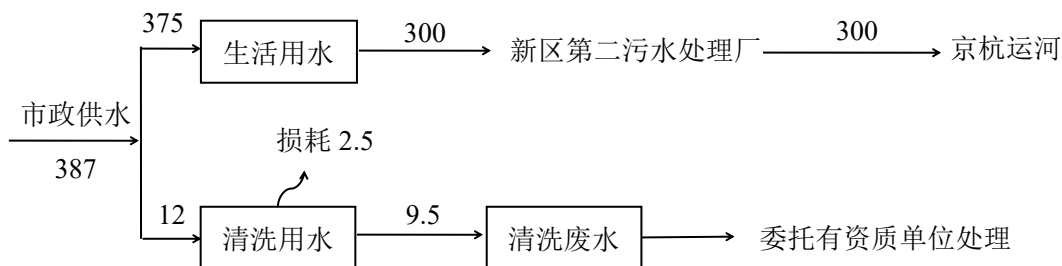 375
生活用水
300
新区第二污水处理厂
300
京杭运河
市政供水
387
损耗 2.5
12
清洗用水
9.5
清洗废水
委托有资质单位处理